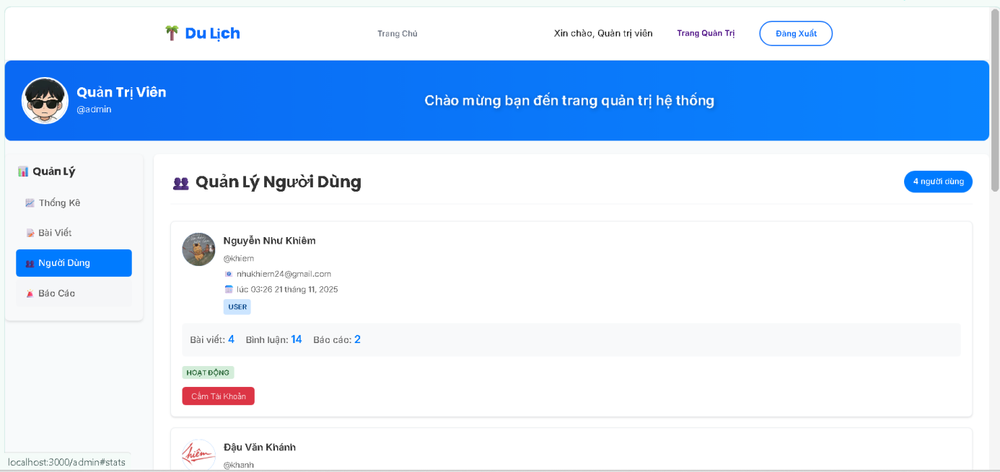 Du Lịch
Trang Chủ
Xin chào, Quản trị viên
Trang Quản Trị
Đăng Xuất
Quản Trị Viên
@admin
Chào mừng bạn đến trang quản trị hệ thống
Quản Lý
Thống Kê
Bài Viết
Người Dùng
Báo Cáo
Quản Lý Người Dùng
4 người dùng
Nguyễn Như Khiêm
@khiem
nhukhiem24@gmail.com
lúc 03:26 21 tháng 11, 2025
USER
Bài viết: 4 Bình luận: 14 Báo cáo: 2
HOẠT ĐỘNG
Cấm Tài Khoản
Đậu Văn Khánh
@khanh
khiêm
localhost:3000/admin#stats